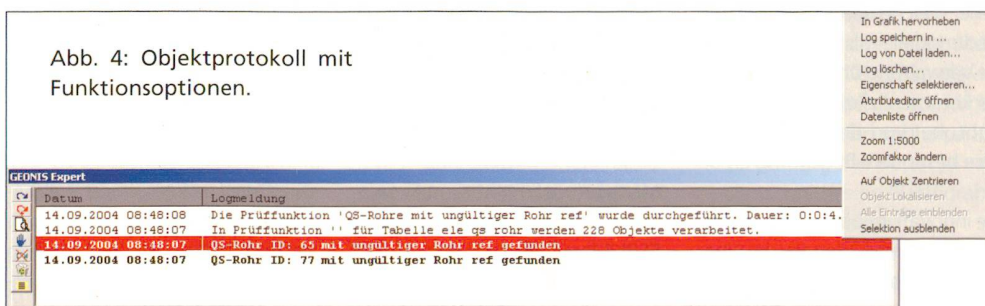 Abb. 4: Objektprotokoll mit
Funktionsoptionen.
In Grafik hervorheben
Log speichern in ...
Log von Datei laden...
Log löschen...
Eigenschaft selektieren...
Attributeditor öffnen
Datenliste öffnen
Zoom 1:5000
Zoomfaktor ändern
Auf Objekt Zentrieren
Objekt Lokalisieren
Alle Einträge einblenden
Selektion ausblenden
GEONIS Expert
Datum Logmeldung
14.09.2004 08:48:08 Die Prüffunktion 'QS-Rohre mit ungültiger Rohr ref' wurde durchgeführt. Dauer: 0:0:4.
14.09.2004 08:48:07 In Prüffunktion '' für Tabelle ele qs rohr werden 228 Objekte verarbeitet.
14.09.2004 08:48:07 QS-Rohr ID: 65 mit ungültiger Rohr ref gefunden
14.09.2004 08:48:07 QS-Rohr ID: 77 mit ungültiger Rohr ref gefunden